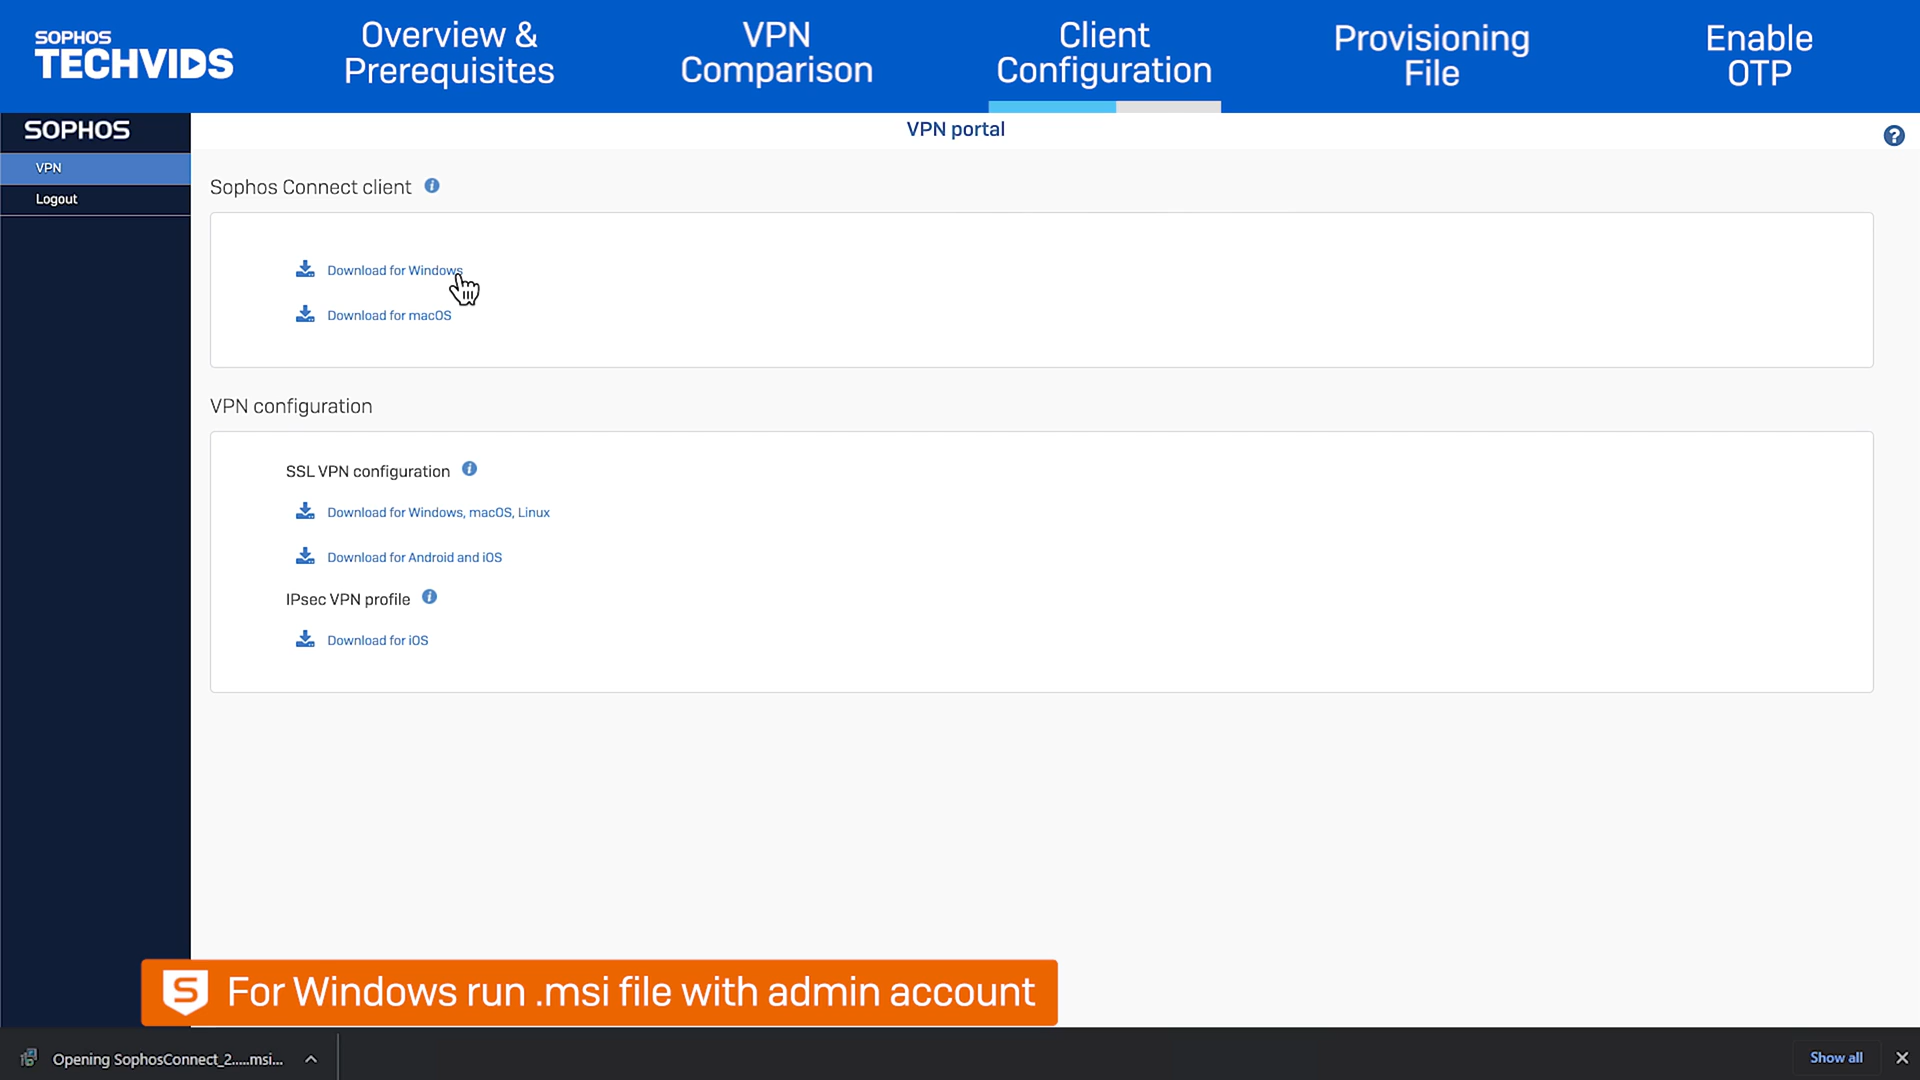 SOPHOS
TECHVIDS
Overview &
Prerequisites
VPN
Comparison
Client
Configuration
Provisioning
File
Enable
OTP
SOPHOS
VPN portal
?
VPN
Logout
Sophos Connect client
Download for Windows
Download for macOS
VPN configuration
SSL VPN configuration
Download for Windows, macOS, Linux
Download for Android and iOS
IPsec VPN profile
Download for iOS
S For Windows run .msi file with admin account
Opening SophosConnect_2.....msi...
Show all